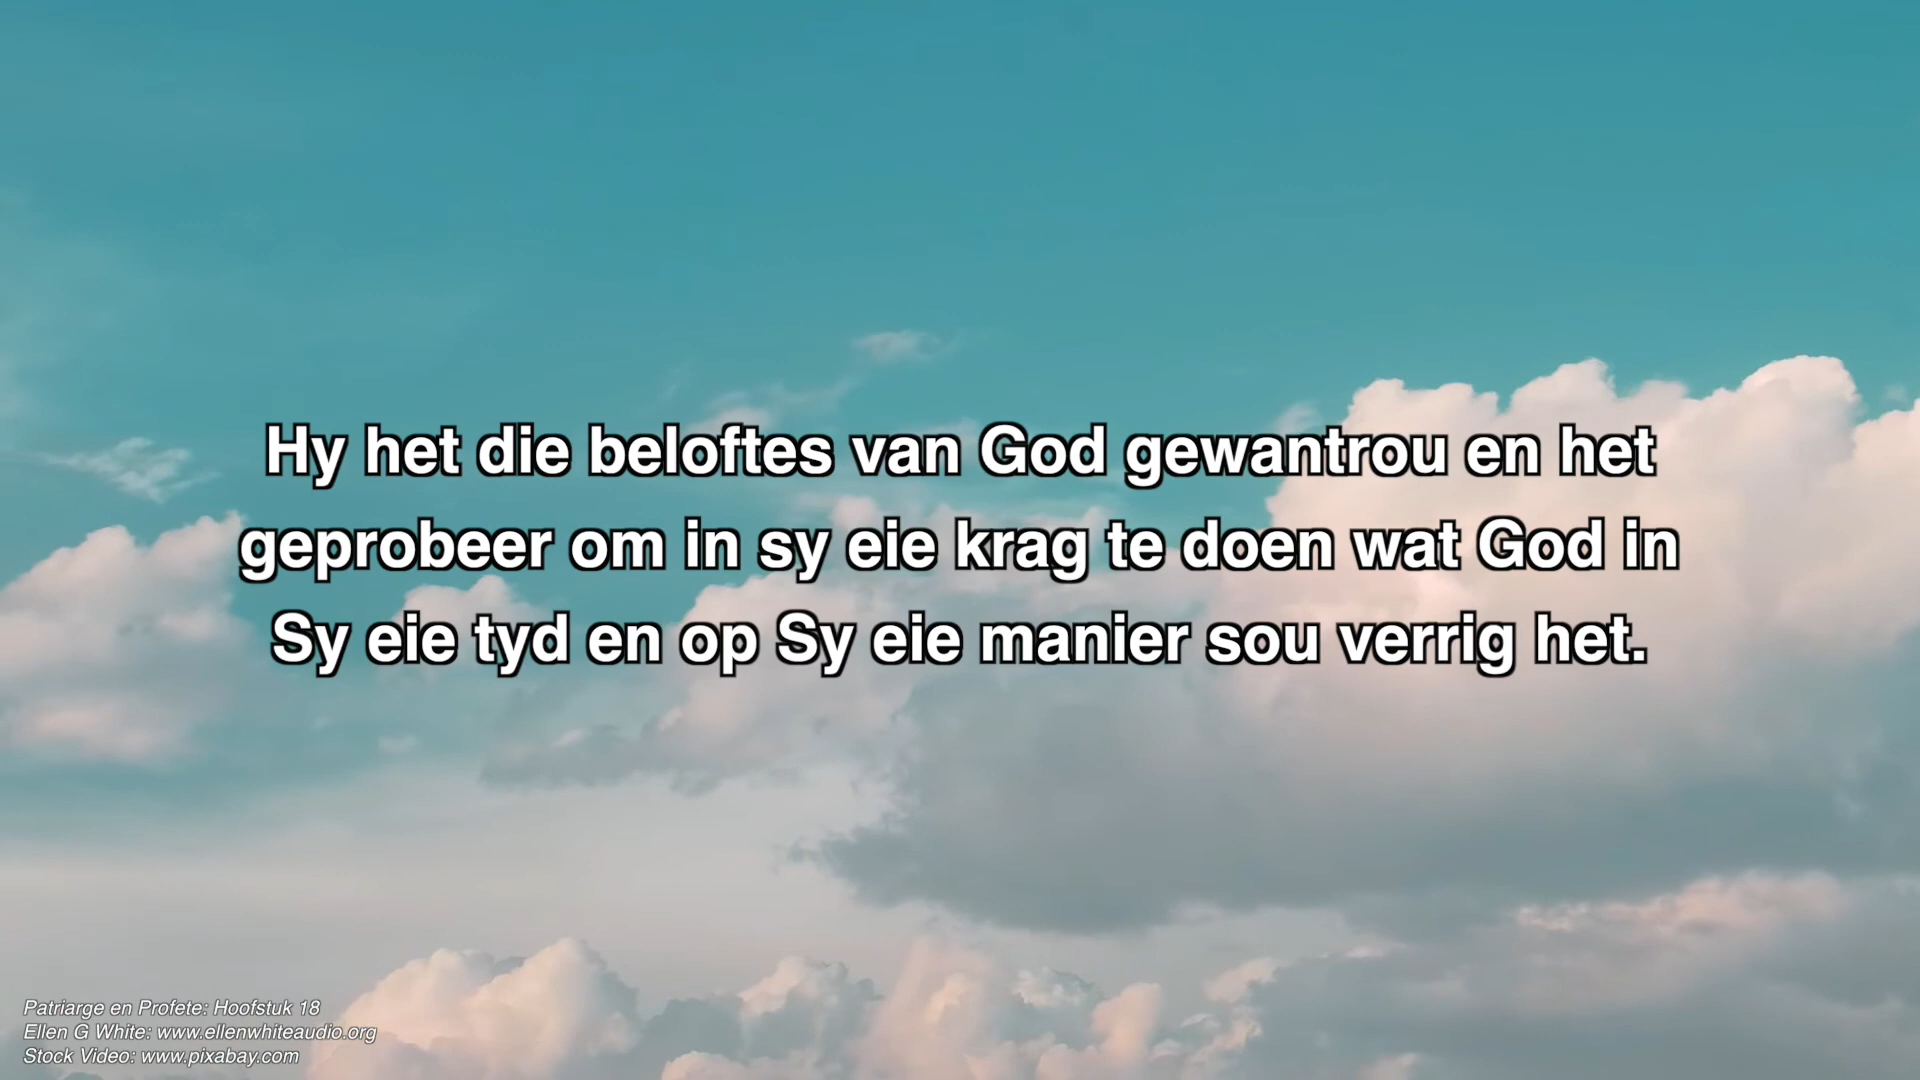 Hy het die beloftes van God gewantrou en het
geprobeer om in sy eie krag te doen wat God in
Sy eie tyd en op Sy eie manier sou verrig het.
Patriarge en Profete: Hoofstuk 18
Ellen G White: www.ellenwhiteaudio.org
Stock Video: www.pixabay.com